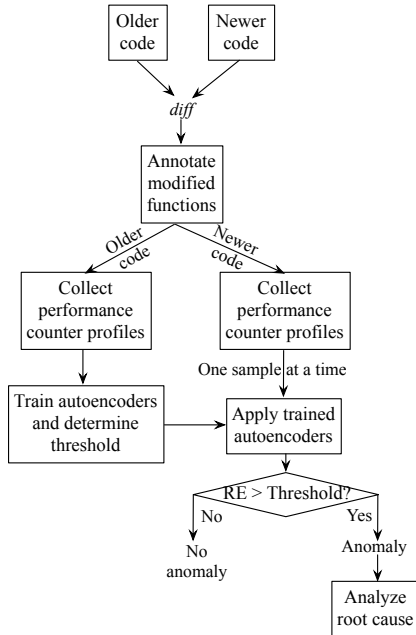 Older
code
Newer
code
diff
Annotate
modified
functions
Older
code
Newer
code
Collect
performance
counter profiles
Collect
performance
counter profiles
One sample at a time
Train autoencoders
and determine
threshold
Apply trained
autoencoders
RE > Threshold?
No
Yes
No
anomaly
Anomaly
Analyze
root cause